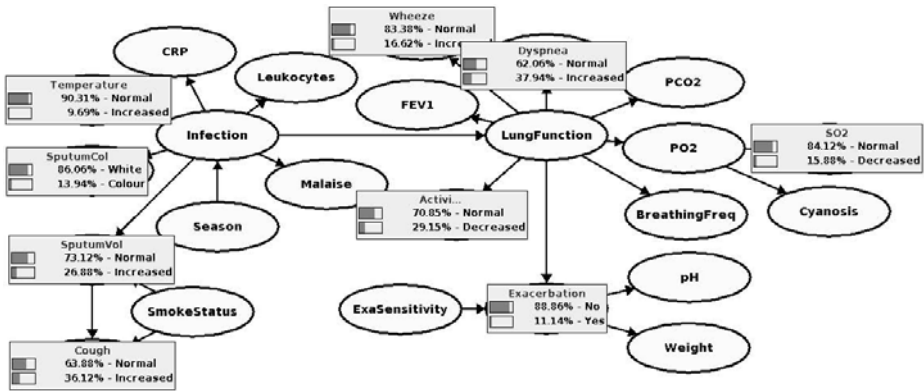 Wheeze
83.38% - Normal
16.62% - Incre
CRP
Dyspnea
62.06% - Normal
37.94% - Increased
Leukocytes
PCO2
Temperature
90.31% - Normal
9.69% - Increased
FEV1
Infection
LungFunction
SO2
84.12% - Normal
15.88% - Decreased
PO2
SputumCol
86.06% - White
13.94% - Colour
Malaise
Activi...
70.85% - Normal
29.15% - Decreased
BreathingFreq
Cyanosis
Season
SputumVol
73.12% - Normal
26.88% - Increased
pH
SmokeStatus
ExaSensitivity
Exacerbation
88.86% - No
11.14% - Yes
Weight
Cough
63.88% - Normal
36.12% - Increased